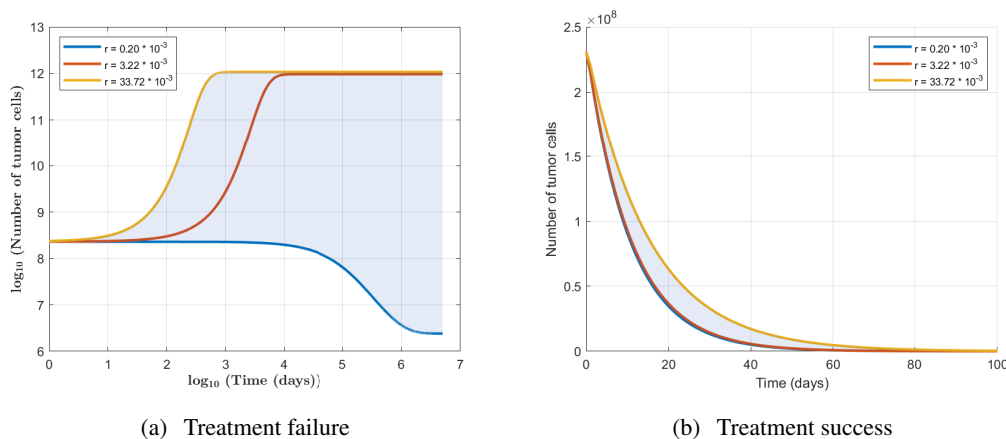 13
12
11
10
9
8
7
6
log₁₀ (Number of tumor cells)
r = 0.20 * 10⁻³
r = 3.22 * 10⁻³
r = 33.72 * 10⁻³
0 1 2 3 4 5 6 7
log₁₀ (Time (days))
(a) Treatment failure
×10⁸
2.5
2
1.5
1
0.5
0
Number of tumor calls
r = 0.20 * 10⁻³
r = 3.22 * 10⁻³
r = 33.72 * 10⁻³
0 20 40 60 80 100
Time (days)
(b) Treatment success